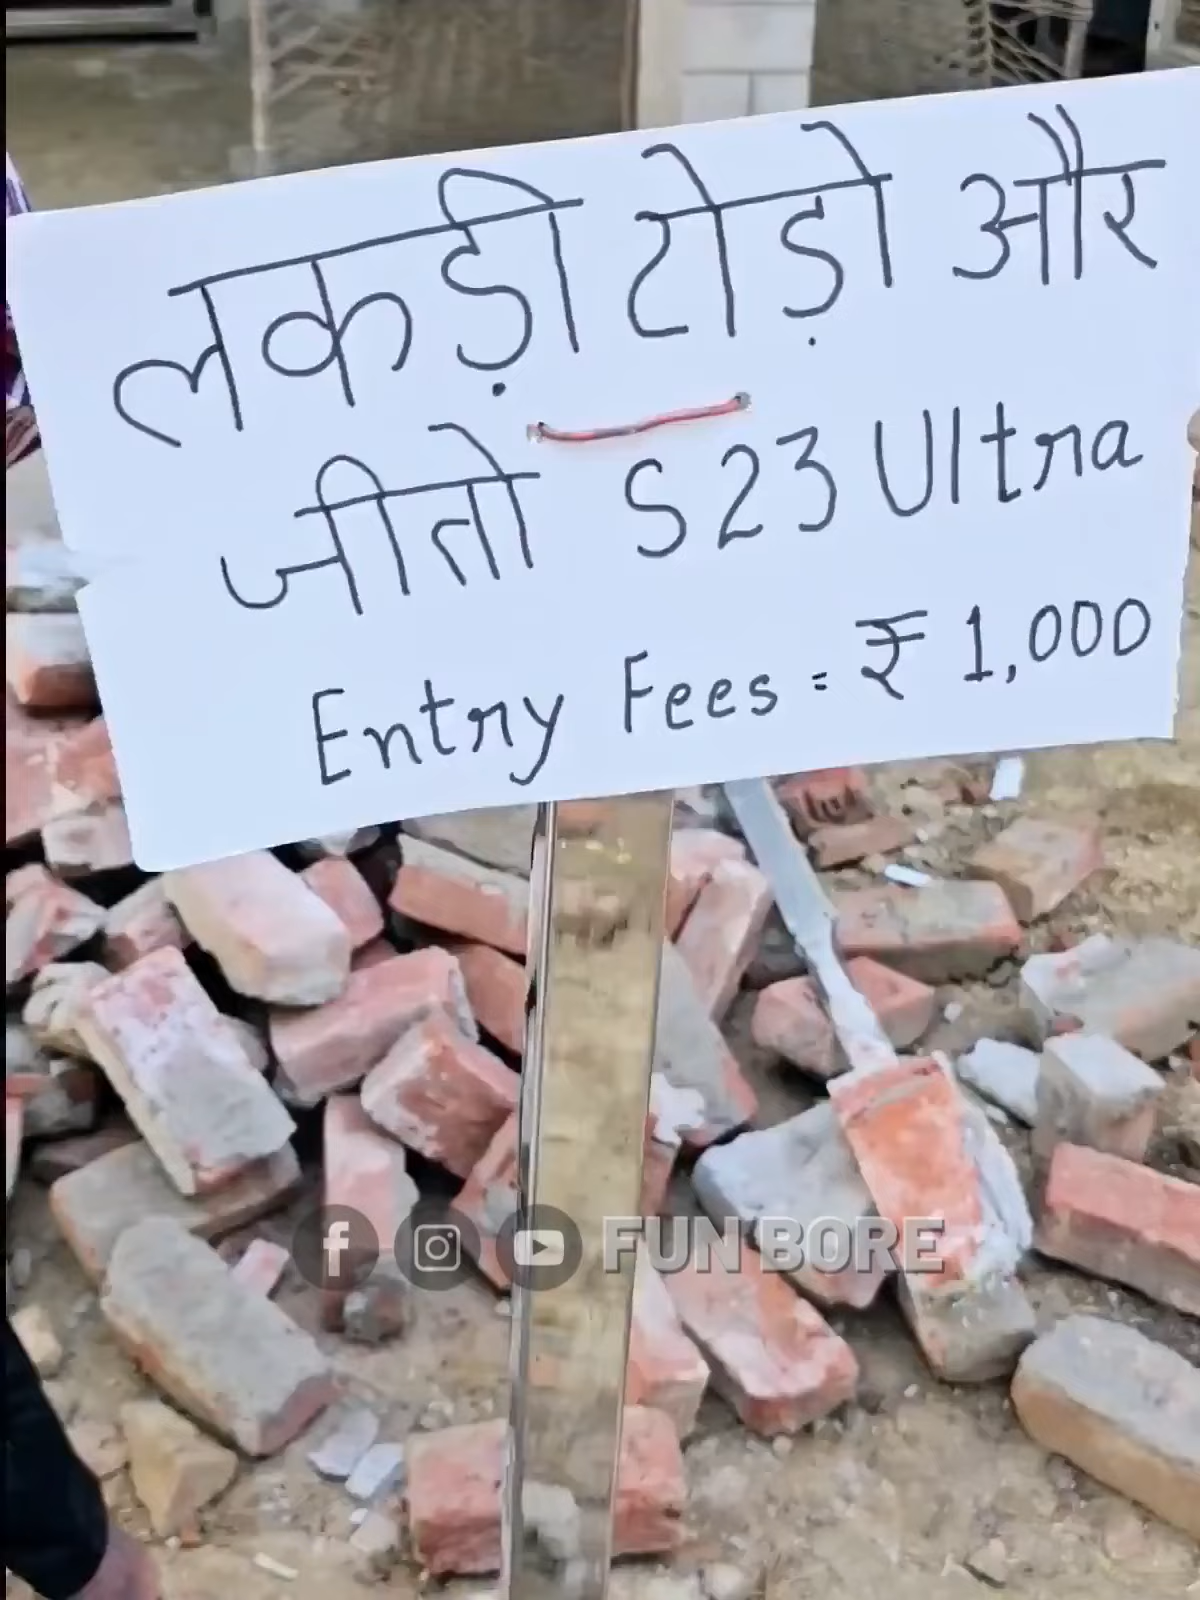 लकड़ी टोड़ो और
जीतो S23 Ultra
Entry Fees = ₹ 1,000
FUN BORE